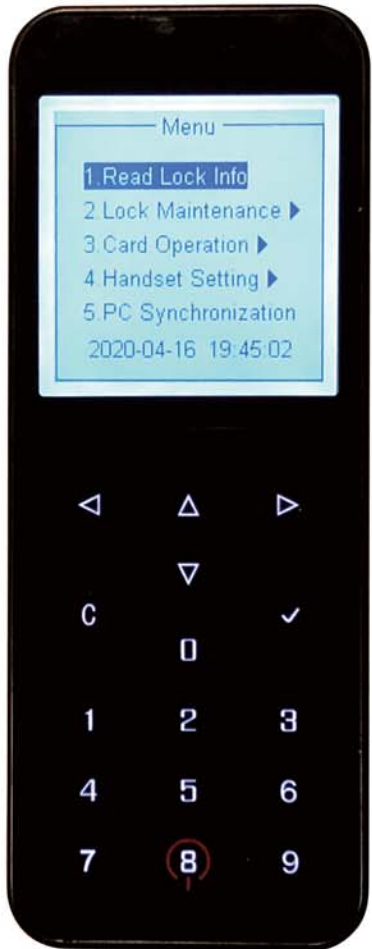 Menu
1.Read Lock Info
2.Lock Maintenance ▶
3.Card Operation ▶
4.Handset Setting ▶
5.PC Synchronization
2020-04-16 19:45:02
C ✓
0
1 2 3
4 5 6
7 8 9